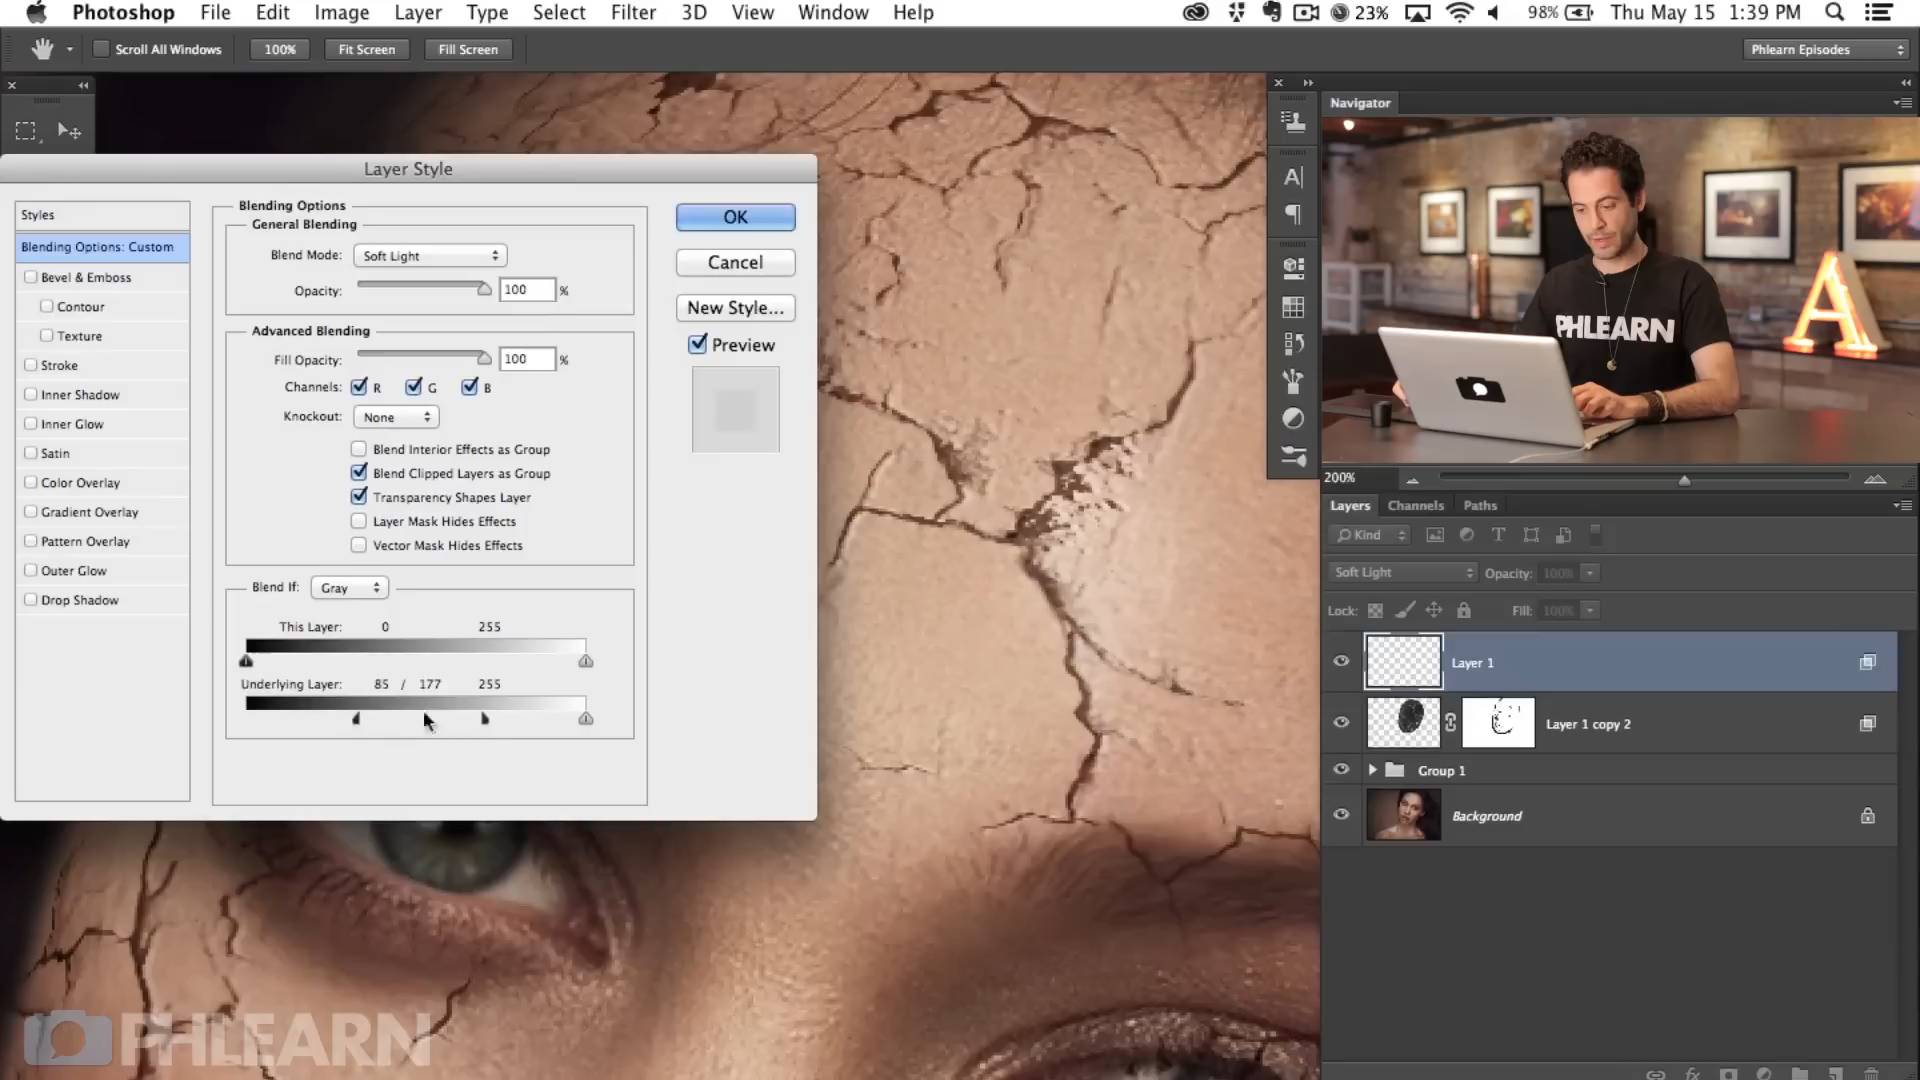 Photoshop File Edit Image Layer Type Select Filter 3D View Window Help 23% 98% Thu May 15 1:39 PM
Scroll All Windows 100% Fit Screen Fill Screen Phlearn Episodes
Navigator
Layer Style
Styles
Blending Options: Custom
Bevel & Emboss
Contour
Texture
Stroke
Inner Shadow
Inner Glow
Satin
Color Overlay
Gradient Overlay
Pattern Overlay
Outer Glow
Drop Shadow
Blending Options
General Blending
Blend Mode: Soft Light
Opacity: 100 %
Advanced Blending
Fill Opacity: 100 %
Channels: R G B
Knockout: None
Blend Interior Effects as Group
Blend Clipped Layers as Group
Transparency Shapes Layer
Layer Mask Hides Effects
Vector Mask Hides Effects
Blend If: Gray
This Layer: 0 255
Underlying Layer: 85 / 177 255
OK
Cancel
New Style...
Preview
PHLEARN
A
200%
Layers Channels Paths
Kind
Soft Light Opacity: 100%
Lock: Fill: 100%
Layer 1
Layer 1 copy 2
Group 1
Background
PHLEARN